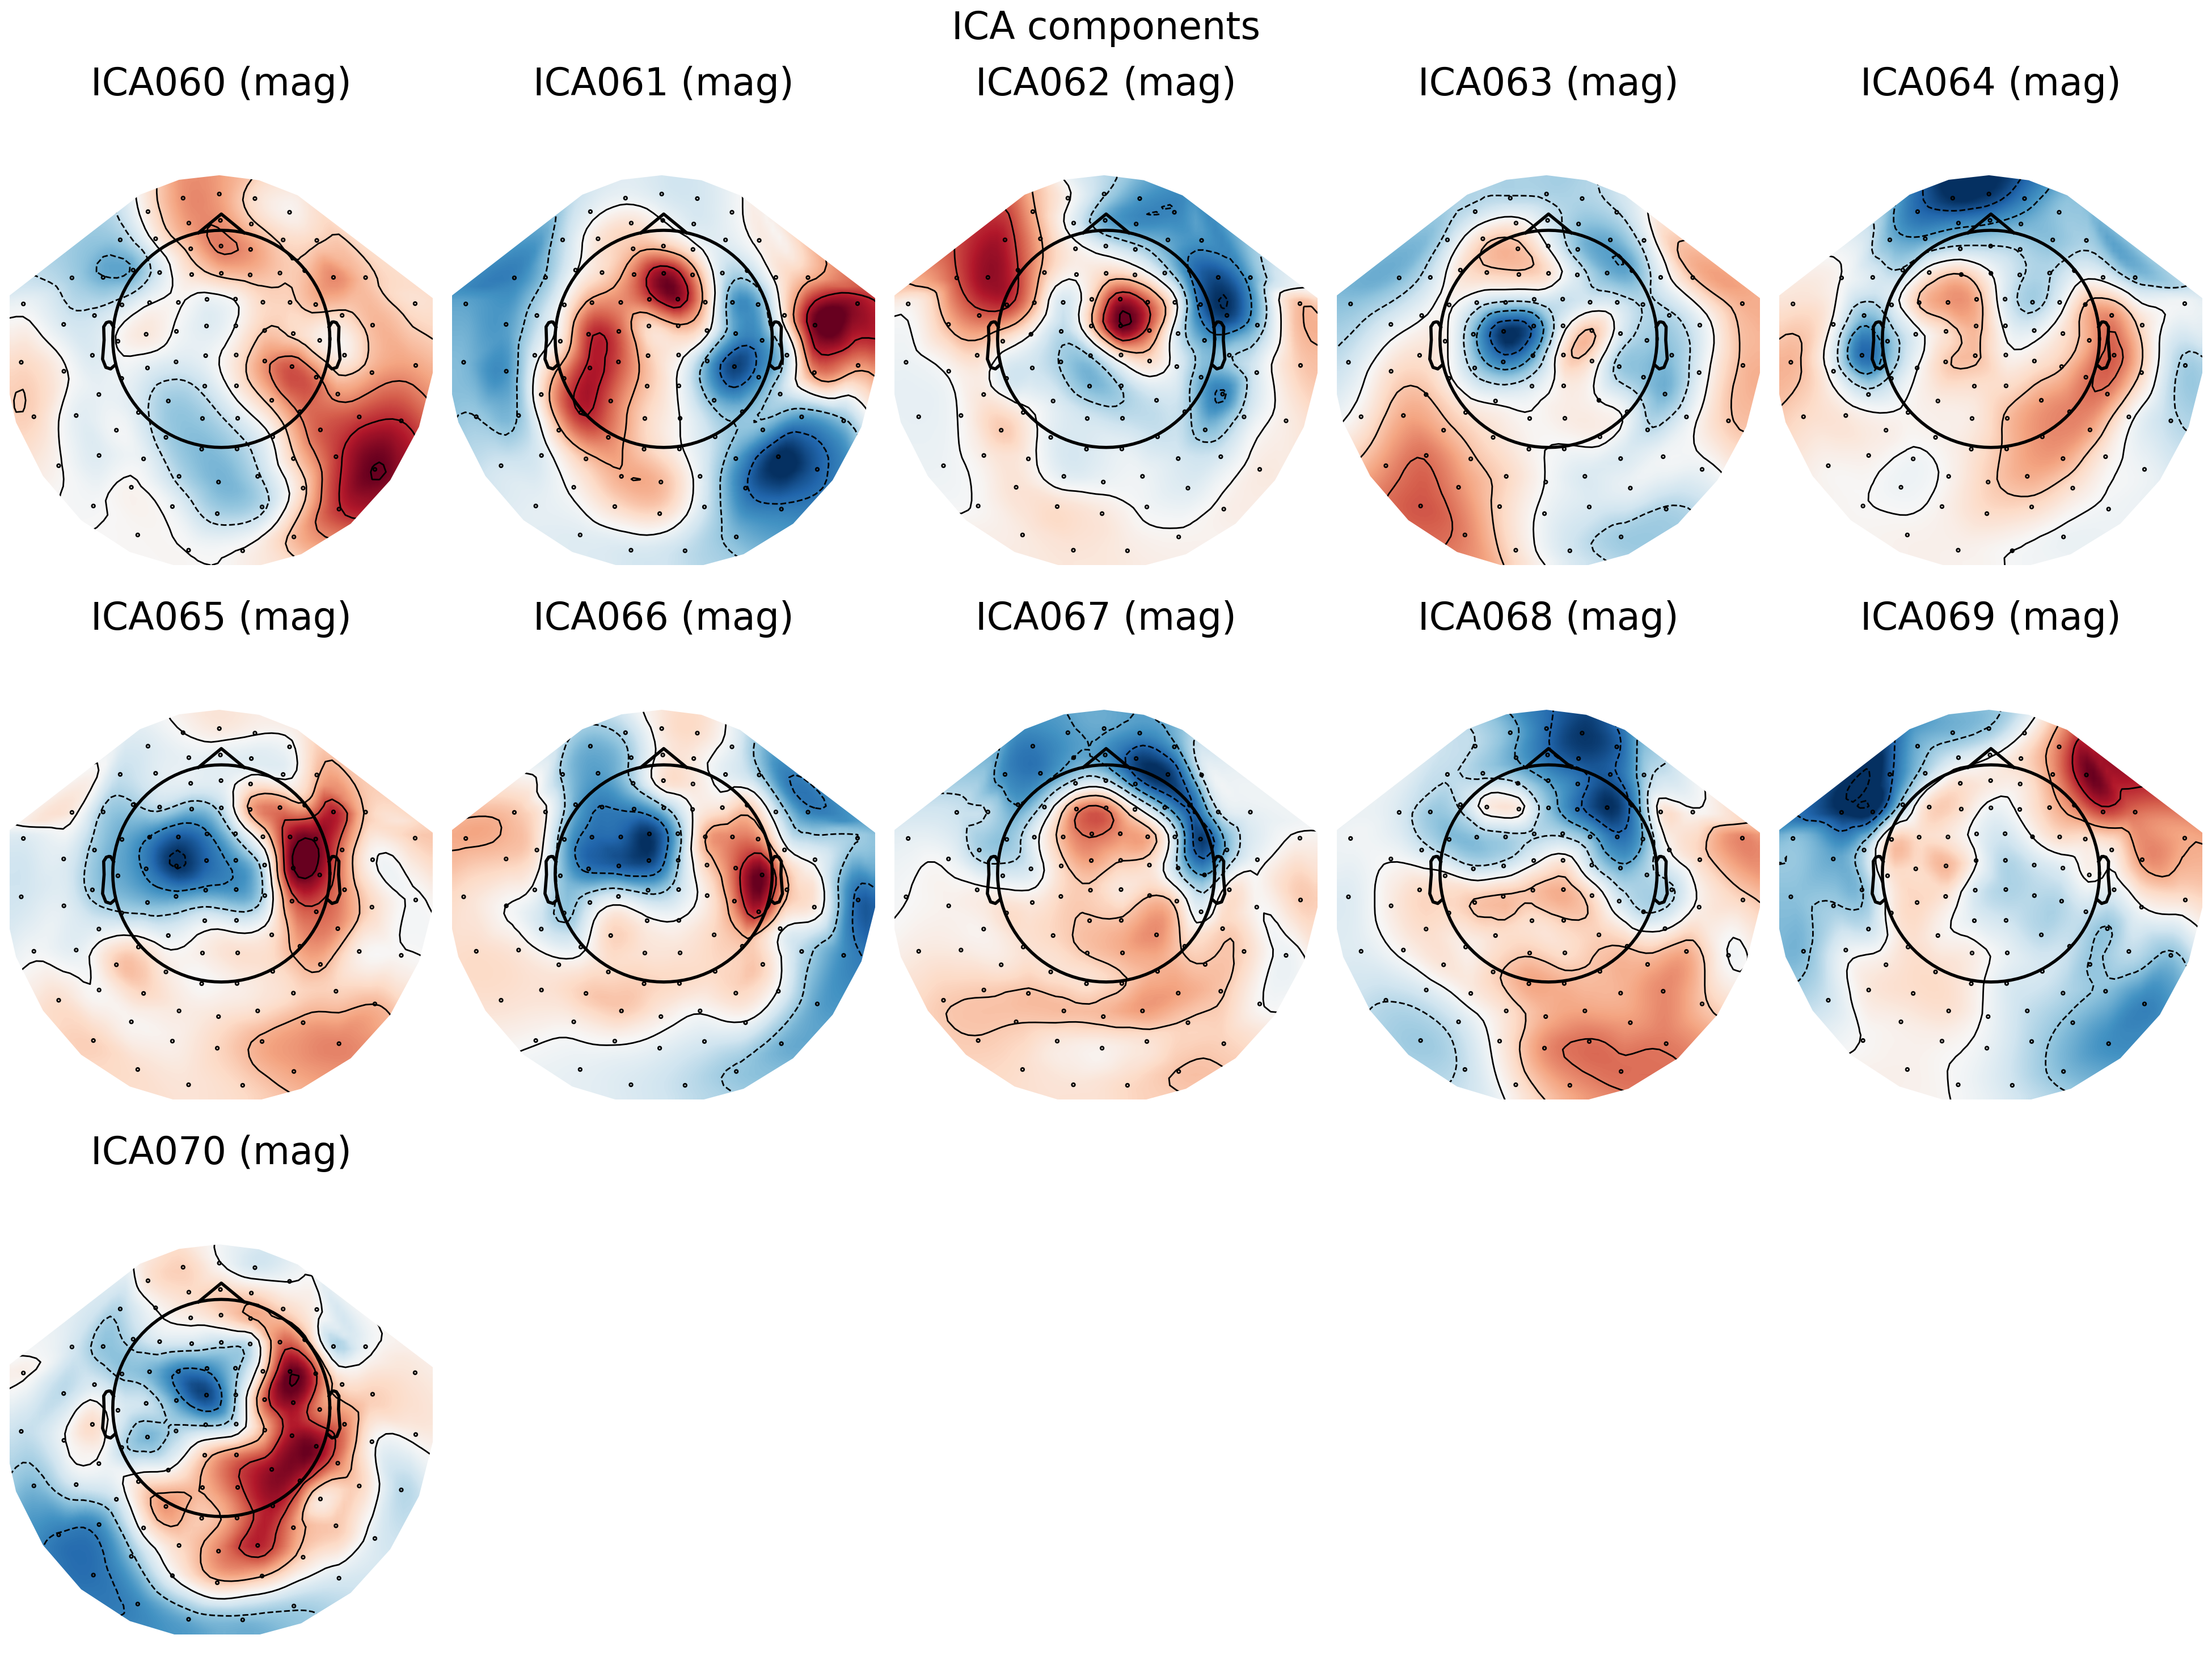 ICA components
ICA060 (mag) ICA061 (mag) ICA062 (mag) ICA063 (mag) ICA064 (mag)
ICA065 (mag) ICA066 (mag) ICA067 (mag) ICA068 (mag) ICA069 (mag)
ICA070 (mag)